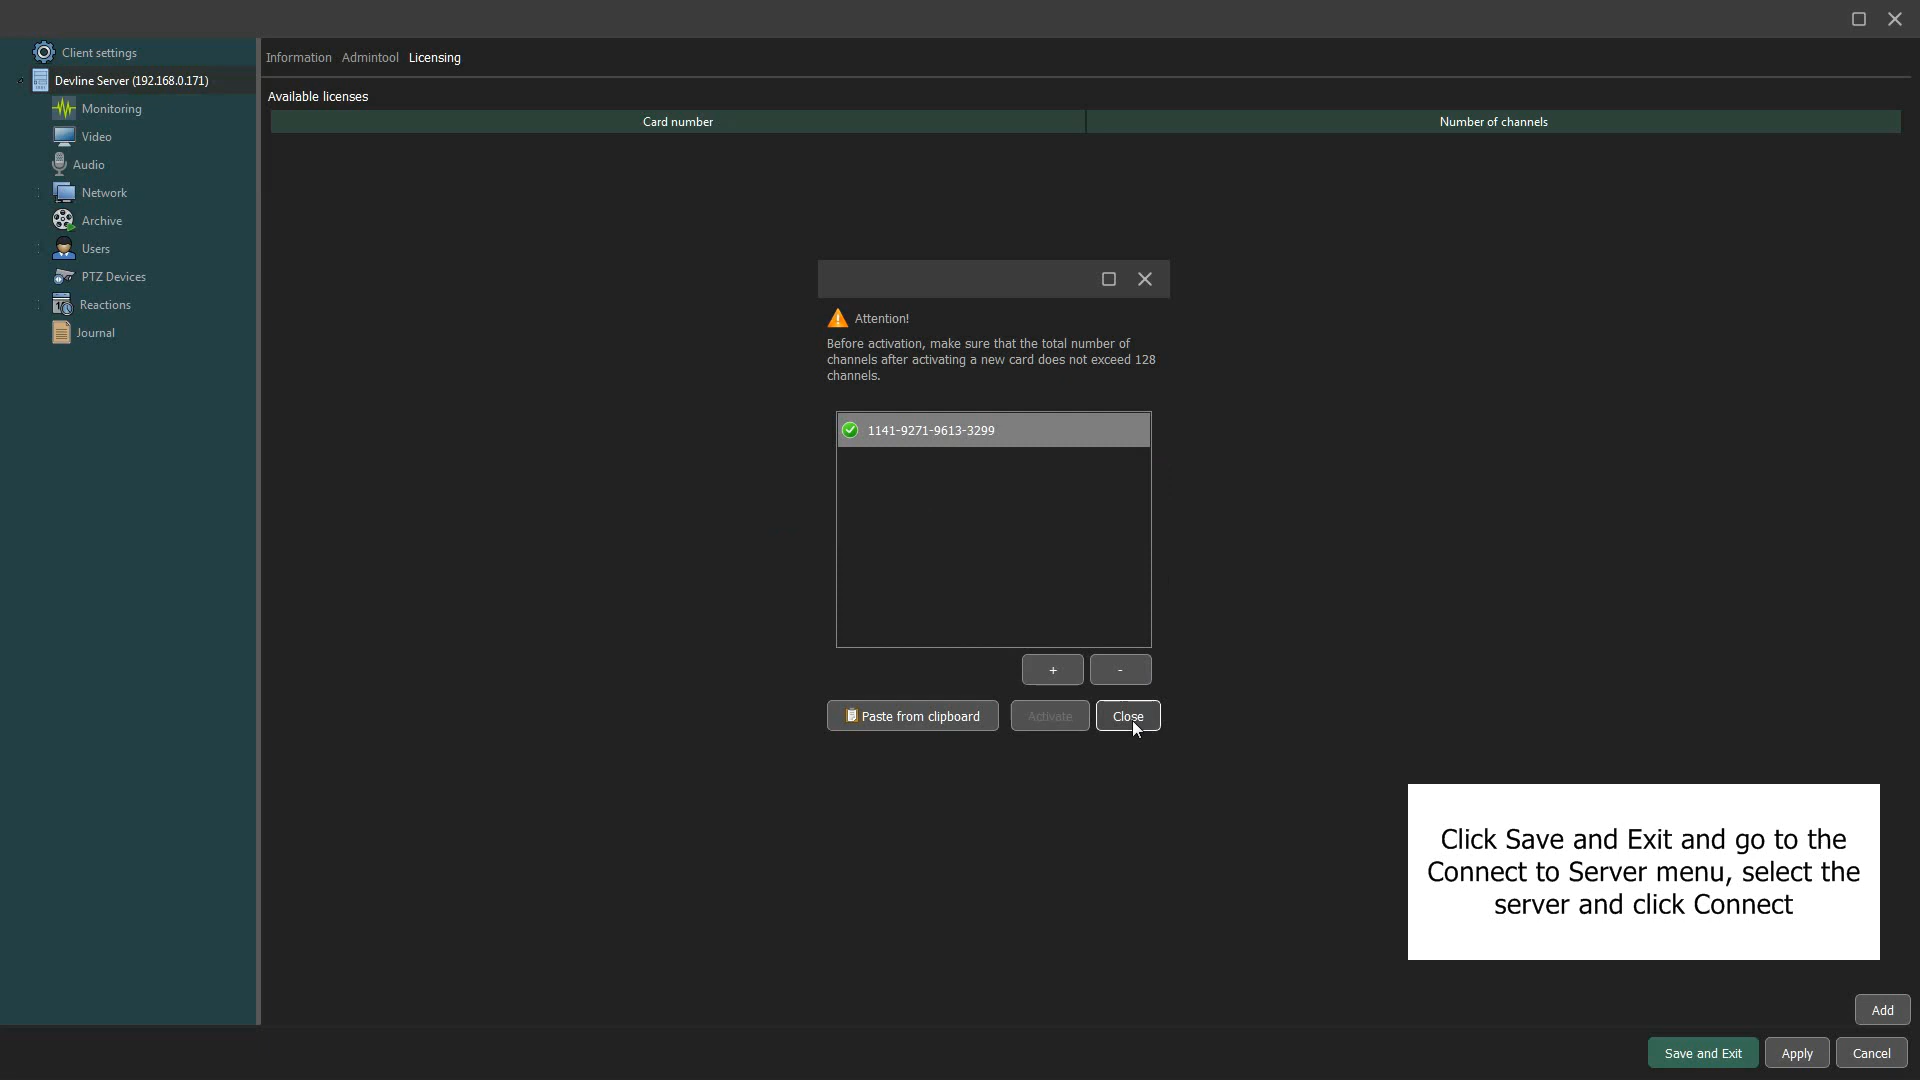 Client settings
Devline Server (192.168.0.171)
Monitoring
Video
Audio
Network
Archive
Users
PTZ Devices
Reactions
Journal
Information Admintool Licensing
Available licenses
Card number Number of channels
Attention!
Before activation, make sure that the total number of
channels after activating a new card does not exceed 128
channels.
1141-9271-9613-3299
+ -
Paste from clipboard Activate Close
Click Save and Exit and go to the
Connect to Server menu, select the
server and click Connect
Add
Save and Exit Apply Cancel